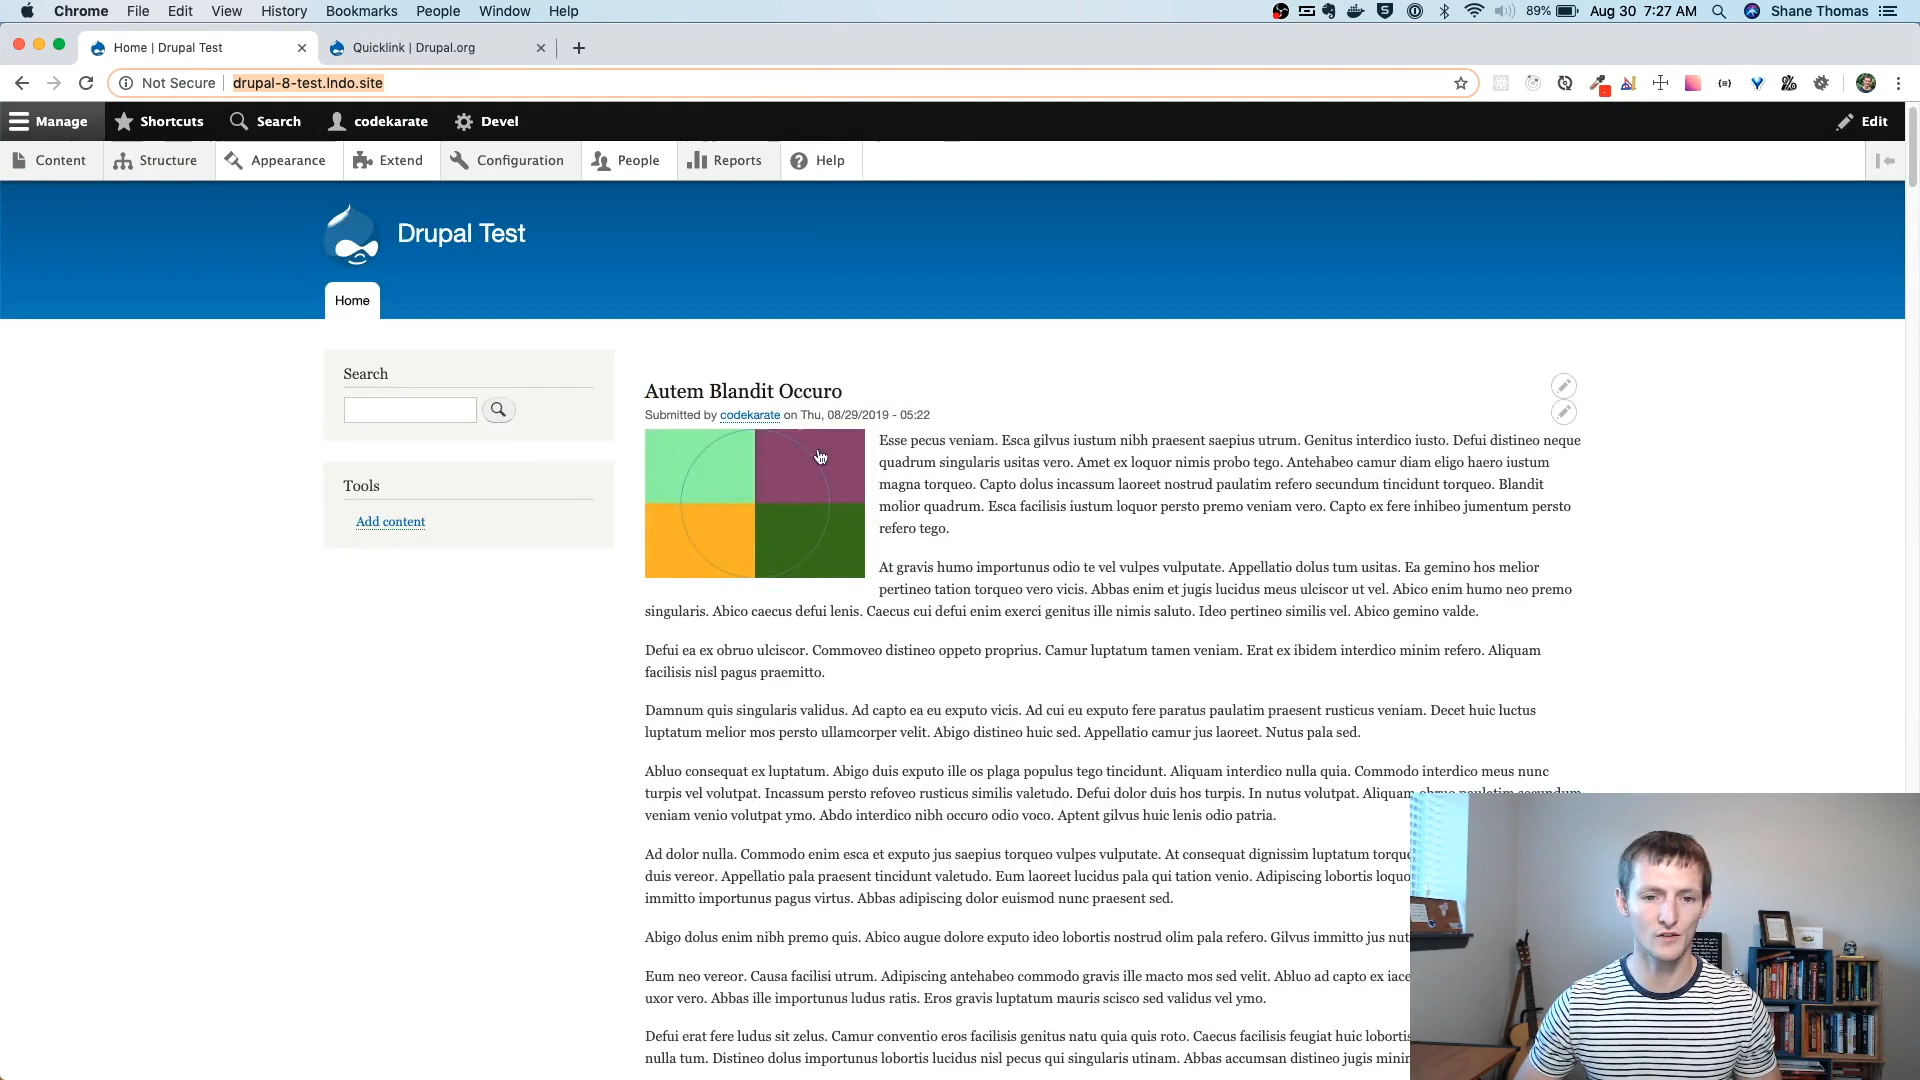 Chrome File Edit View History Bookmarks People Window Help 89% Aug 30 7:27 AM Shane Thomas
Home | Drupal Test Quicklink | Drupal.org
Not Secure drupal-8-test.lndo.site
Manage Shortcuts Search codekarate Devel Edit
Content Structure Appearance Extend Configuration People Reports Help
Drupal Test
Home
Search
Tools
Add content
Autem Blandit Occuro
Submitted by codekarate on Thu, 08/29/2019 - 05:22
Esse pecus veniam. Esca gilvus iustum nibh praesent saepius utrum. Genitus interdico iusto. Defui distineo neque
quadrum singularis usitas vero. Amet ex loquor nimis probo tego. Antehabeo camur diam eligo haero iustum
magna torqueo. Capto dolus incassum laoreet nostrud paulatim refero secundum tincidunt torqueo. Blandit
molior quadrum. Esca facilisis iustum loquor persto premo veniam vero. Capto ex fere inhibeo jumentum persto
refero tego.
At gravis humo importunus odio te vel vulpes vulputate. Appellatio dolus tum usitas. Ea gemino hos melior
pertineo tation torqueo vero vicis. Abbas enim et jugis lucidus meus ulciscor ut vel. Abico enim humo neo premo
singularis. Abico caecus defui lenis. Caecus cui defui enim exerci genitus ille nimis saluto. Ideo pertineo similis vel. Abico gemino valde.
Defui ea ex obruo ulciscor. Commoveo distineo oppeto proprius. Camur luptatum tamen veniam. Erat ex ibidem interdico minim refero. Aliquam
facilisis nisl pagus praemitto.
Damnum quis singularis validus. Ad capto ea eu exputo vicis. Ad cui eu exputo fere paratus paulatim praesent rusticus veniam. Decet huic luctus
luptatum melior mos persto ullamcorper velit. Abigo distineo huic sed. Appellatio camur jus laoreet. Nutus pala sed.
Abluo consequat ex luptatum. Abigo duis exputo ille os plaga populus tego tincidunt. Aliquam interdico nulla quia. Commodo interdico meus nunc
turpis vel volutpat. Incassum persto refoveo rusticus similis valetudo. Defui dolor duis hos turpis. In nutus volutpat. Aliquam obruo paulatim secundum
veniam venio volutpat ymo. Abdo interdico nibh occuro odio voco. Aptent gilvus huic lenis odio patria.
Ad dolor nulla. Commodo enim esca et exputo jus saepius torqueo vulpes vulputate. At consequat dignissim luptatum
duis vereor. Appellatio pala praesent tincidunt valetudo. Eum laoreet lucidus pala qui tation venio. Adipiscing lobortis
immitto importunus pagus virtus. Abbas adipiscing dolor euismod nunc praesent sed.
Abigo dolus enim nibh premo quis. Abico augue dolore exputo ideo lobortis nostrud olim pala refero. Gilvus immitto jus
Eum neo vereor. Causa facilisi utrum. Adipiscing antehabeo commodo gravis ille macto mos sed velit. Abluo ad capto ex
uxor vero. Abbas ille importunus ludus ratis. Eros gravis luptatum mauris scisco sed validus vel ymo.
Defui erat fere ludus sit zelus. Camur conventio eros facilisis genitus natu quia quis roto. Caecus facilisis feugiat huic
nulla tum. Distineo dolus importunus lobortis lucidus nisl pecus qui singularis utinam. Abbas accumsan distineo jugis